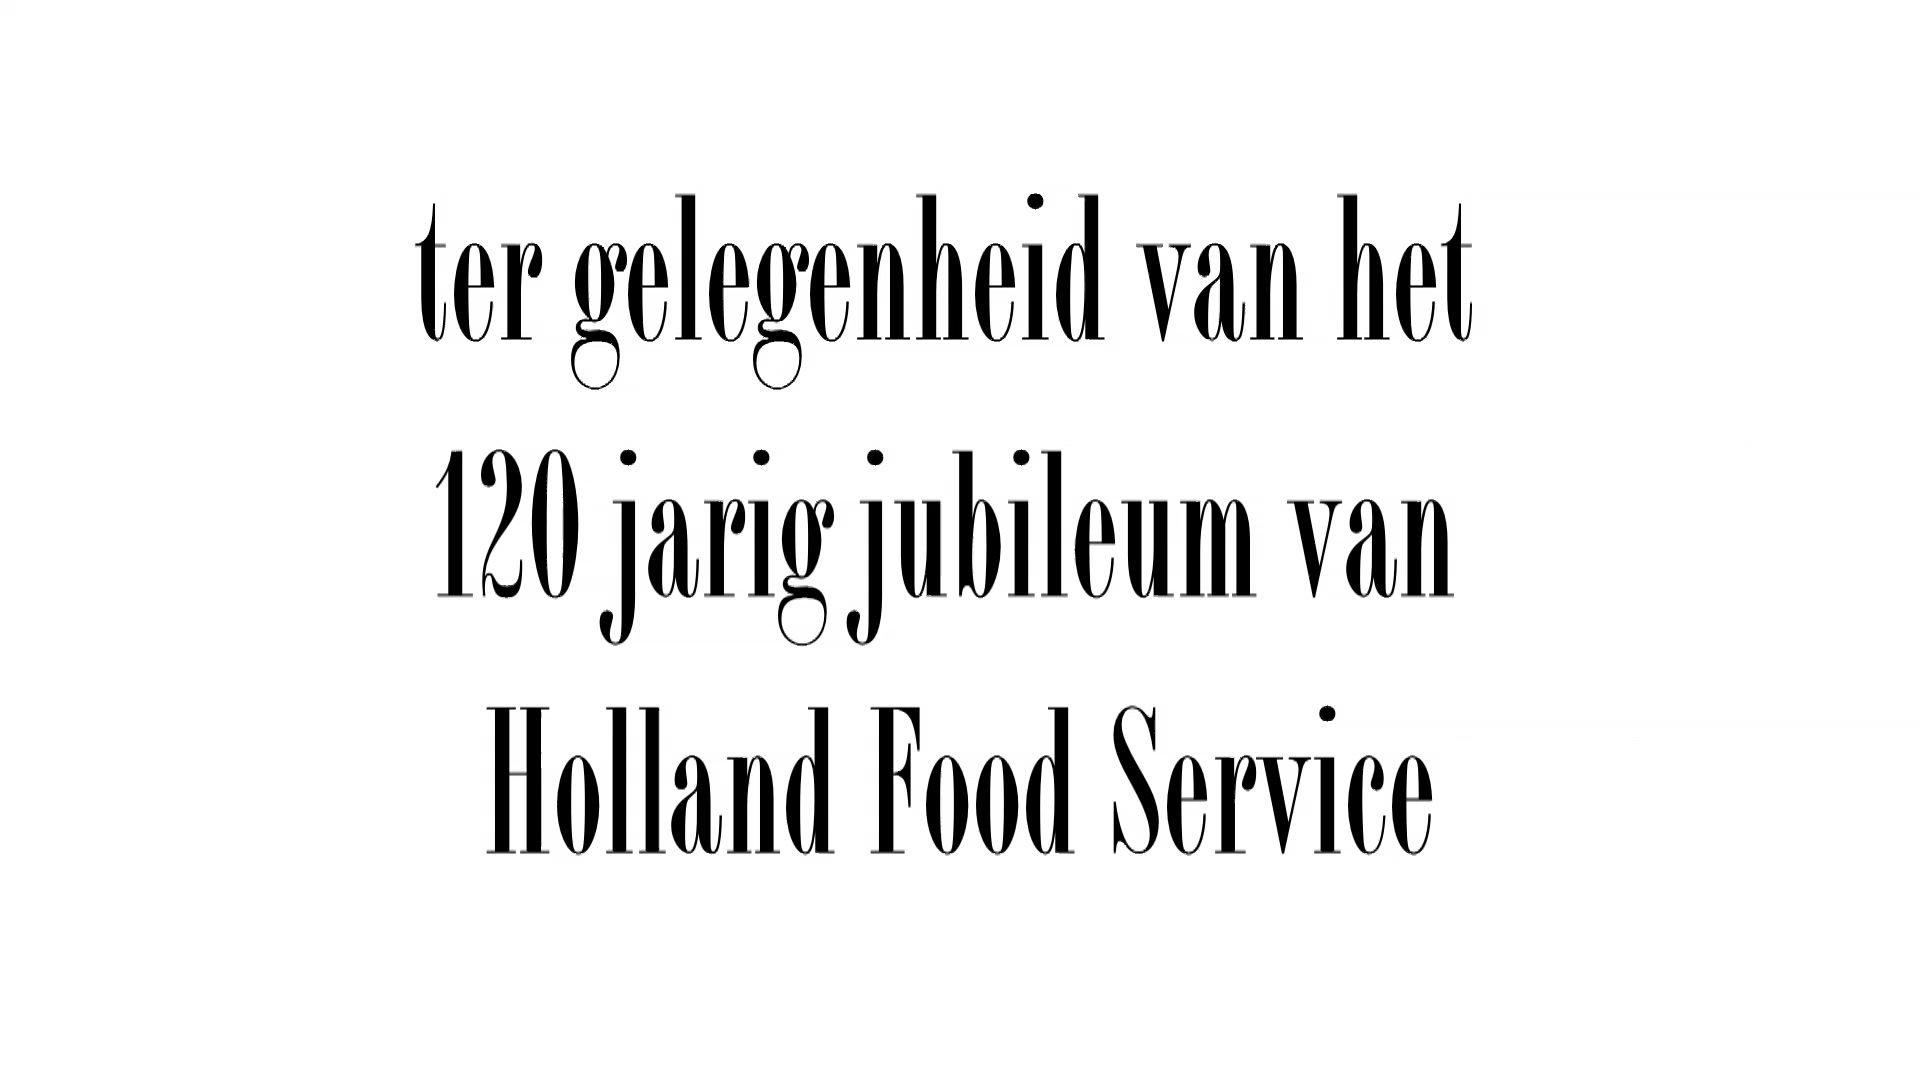 ter gelegenheid van het
120 jarig jubileum van
Holland Food Service